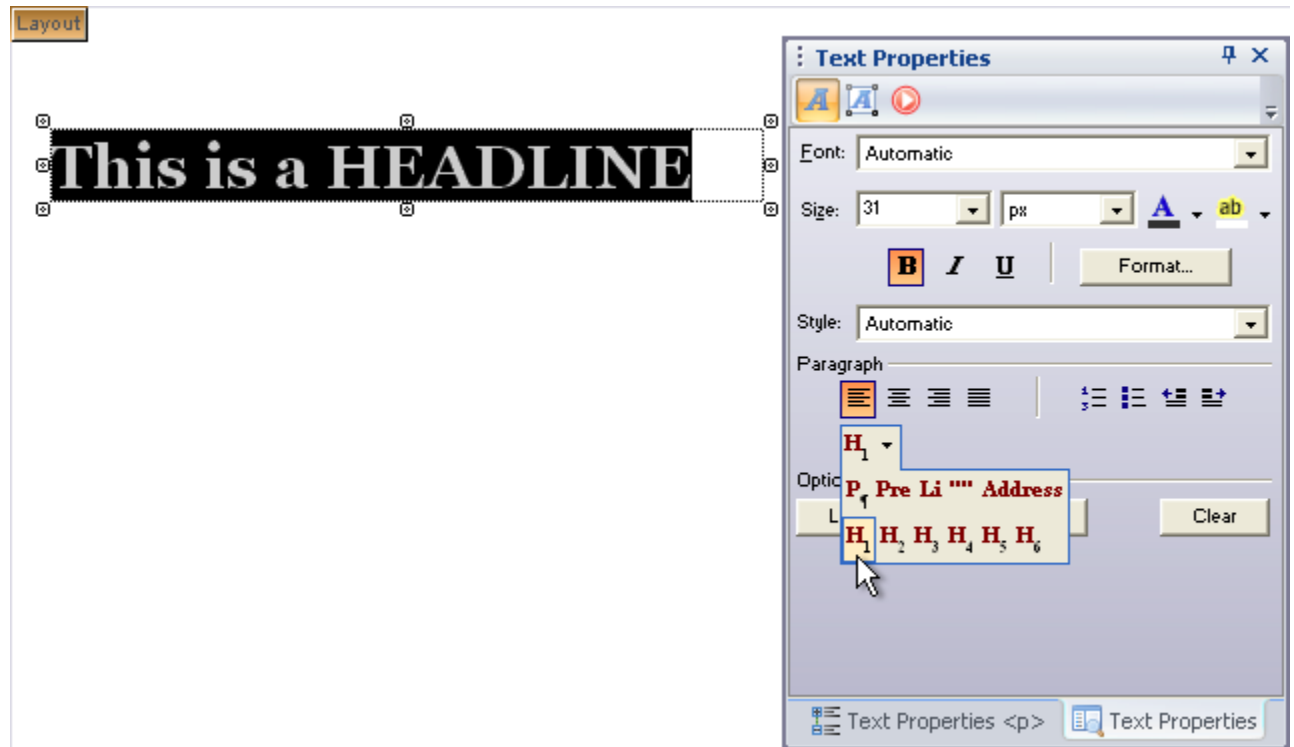 Layout
This is a HEADLINE
Text Properties
A A
Font: Automatic
Size: 31 px A ab
B I U Format...
Style: Automatic
Paragraph
H1
Optio
P¶ Pre Li "" Address
L Clear
H1 H2 H3 H4 H5 H6
Text Properties <p> Text Properties